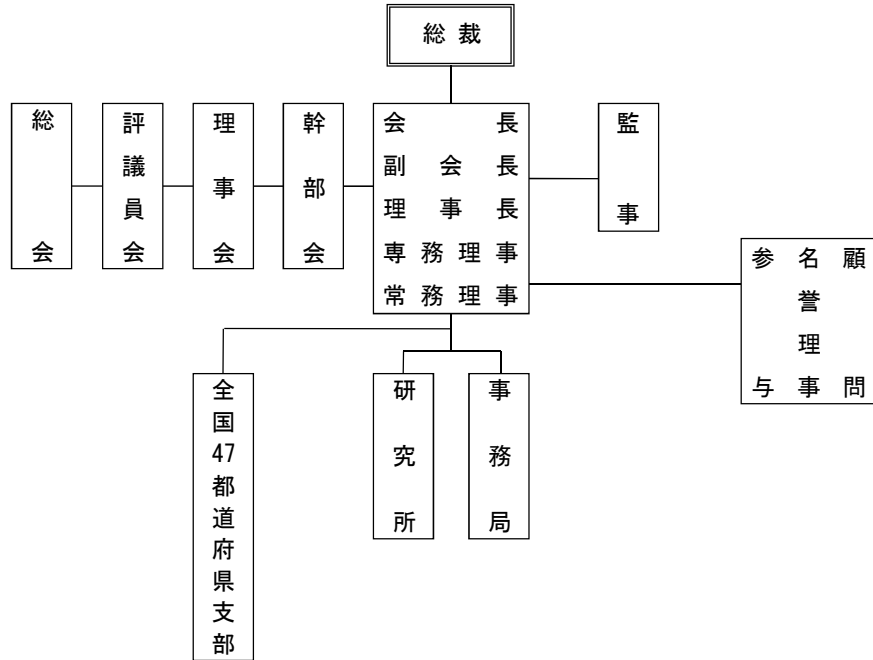 総裁
総会
評議員会
理事会
幹部会
会長
副会長
理事長
専務理事
常務理事
監事
顧問
名誉理事
参与
全国47都道府県支部
研究所
事務局